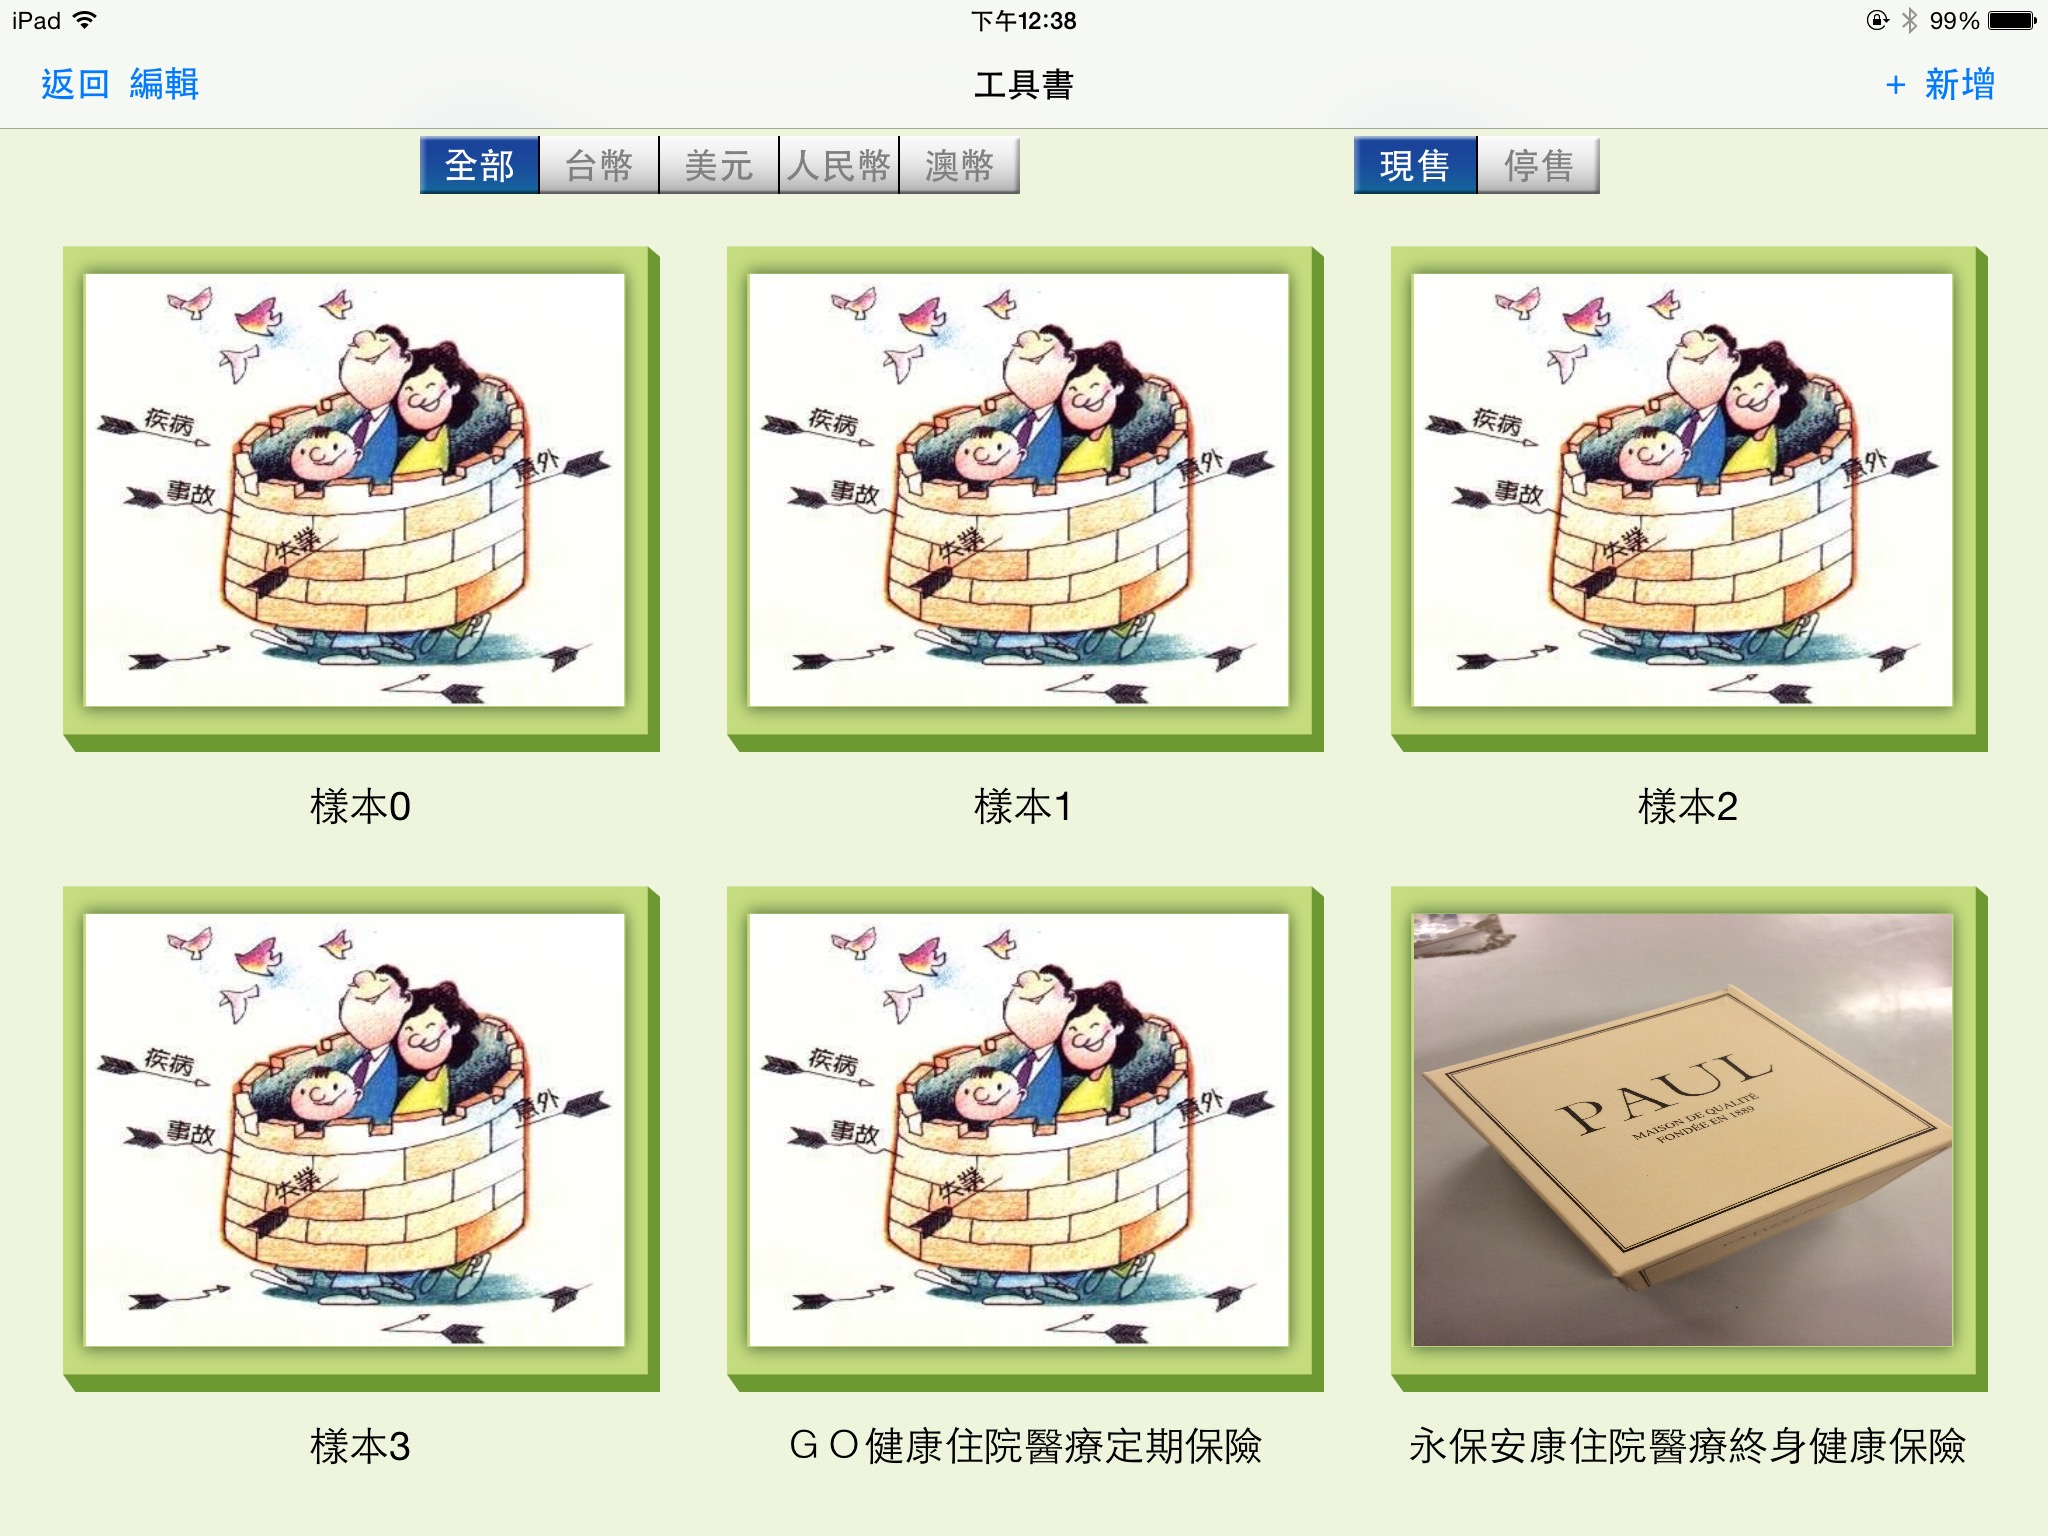 iPad 下午12:38 99%
返回 編輯 工具書 + 新增
全部 台幣 美元 人民幣 澳幣 現售 停售
疾病
意外
事故
失業
疾病
意外
事故
失業
疾病
意外
事故
失業
樣本0 樣本1 樣本2
疾病
意外
事故
失業
疾病
意外
事故
失業
PAUL
MAISON DE QUALITÉ
FONDÉE EN 1889
樣本3 ＧＯ健康住院醫療定期保險 永保安康住院醫療終身健康保險